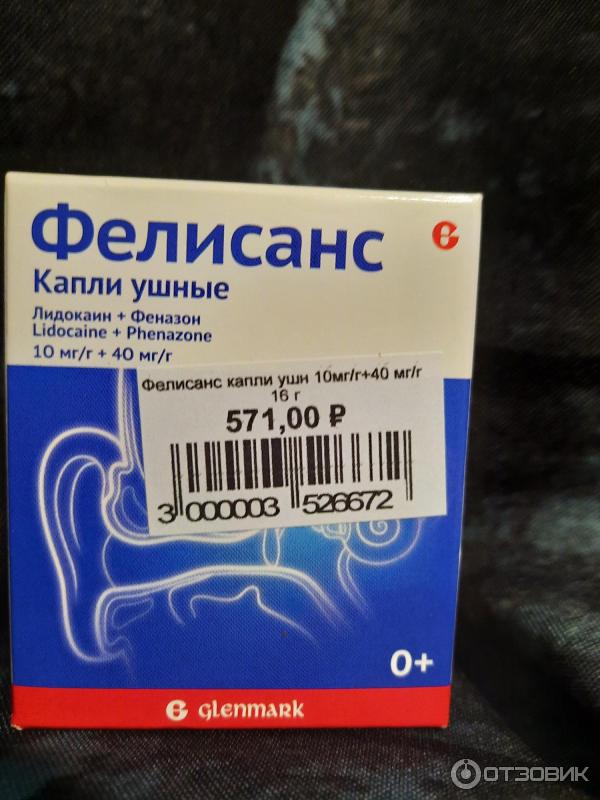 Фелисанс
Капли ушные
Лидокаин + Феназон
Lidocaine + Phenazone
10 мг/г + 40 мг/г
Фелисанс капли ушн 10мг/г+40 мг/г
16 г
571,00 ₽
3 000003 526672
0+
glenmark
ОТЗОВИК